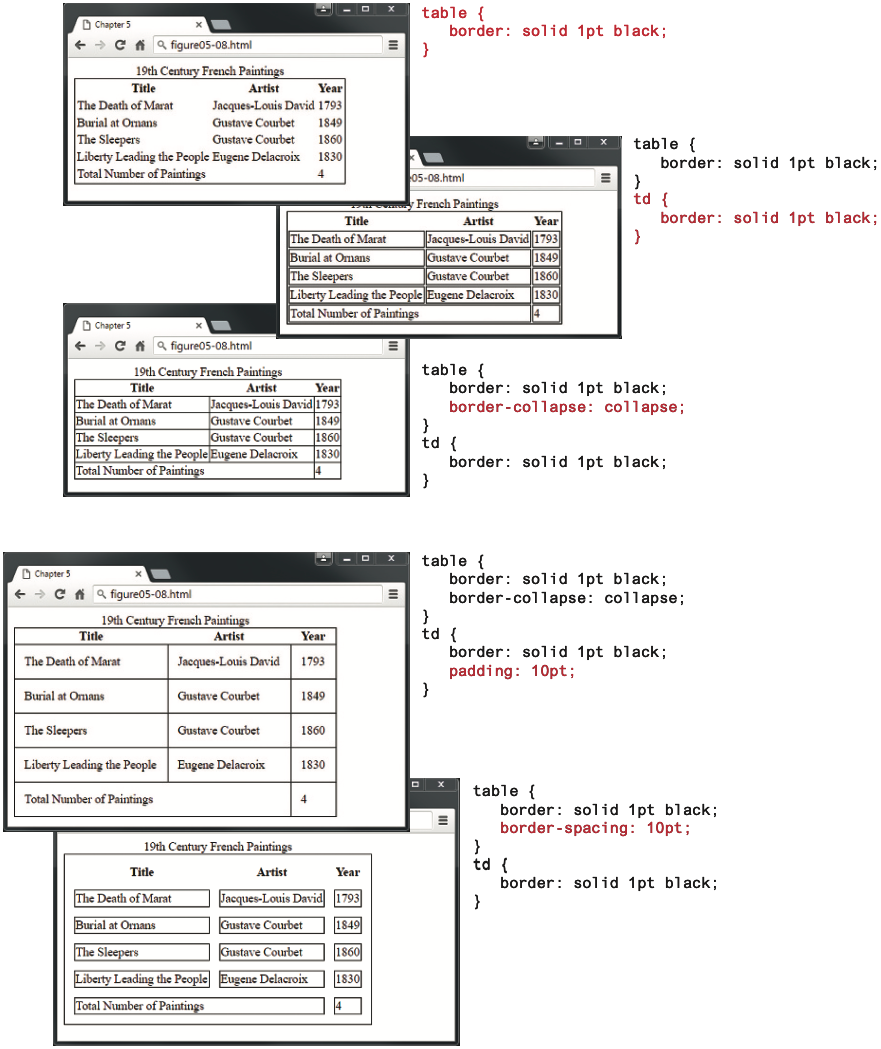 Chapter 5
figure05-08.html
19th Century French Paintings
Title Artist Year
The Death of Marat Jacques-Louis David 1793
Burial at Ornans Gustave Courbet 1849
The Sleepers Gustave Courbet 1860
Liberty Leading the People Eugene Delacroix 1830
Total Number of Paintings 4
table {
border: solid 1pt black;
}
e05-08.html
19th Century French Paintings
Title Artist Year
The Death of Marat Jacques-Louis David 1793
Burial at Ornans Gustave Courbet 1849
The Sleepers Gustave Courbet 1860
Liberty Leading the People Eugene Delacroix 1830
Total Number of Paintings 4
table {
border: solid 1pt black;
}
td {
border: solid 1pt black;
}
Chapter 5
figure05-08.html
19th Century French Paintings
Title Artist Year
The Death of Marat Jacques-Louis David 1793
Burial at Ornans Gustave Courbet 1849
The Sleepers Gustave Courbet 1860
Liberty Leading the People Eugene Delacroix 1830
Total Number of Paintings 4
table {
border: solid 1pt black;
border-collapse: collapse;
}
td {
border: solid 1pt black;
}
Chapter 5
figure05-08.html
19th Century French Paintings
Title Artist Year
The Death of Marat Jacques-Louis David 1793
Burial at Ornans Gustave Courbet 1849
The Sleepers Gustave Courbet 1860
Liberty Leading the People Eugene Delacroix 1830
Total Number of Paintings 4
table {
border: solid 1pt black;
border-collapse: collapse;
}
td {
border: solid 1pt black;
padding: 10pt;
}
19th Century French Paintings
Title Artist Year
The Death of Marat Jacques-Louis David 1793
Burial at Ornans Gustave Courbet 1849
The Sleepers Gustave Courbet 1860
Liberty Leading the People Eugene Delacroix 1830
Total Number of Paintings 4
table {
border: solid 1pt black;
border-spacing: 10pt;
}
td {
border: solid 1pt black;
}